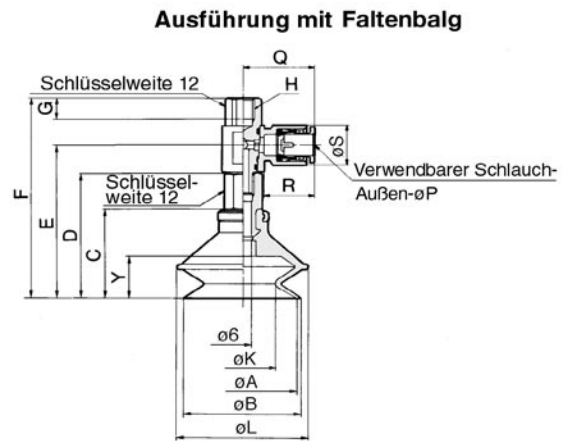 Ausführung mit Faltenbalg
Q
Schlüsselweite 12
H
G
øS
Verwendbarer Schlauch-
Außen-øP
Schlüssel-
weite 12
R
F
E
D
C
Y
ø6
øK
øA
øB
øL